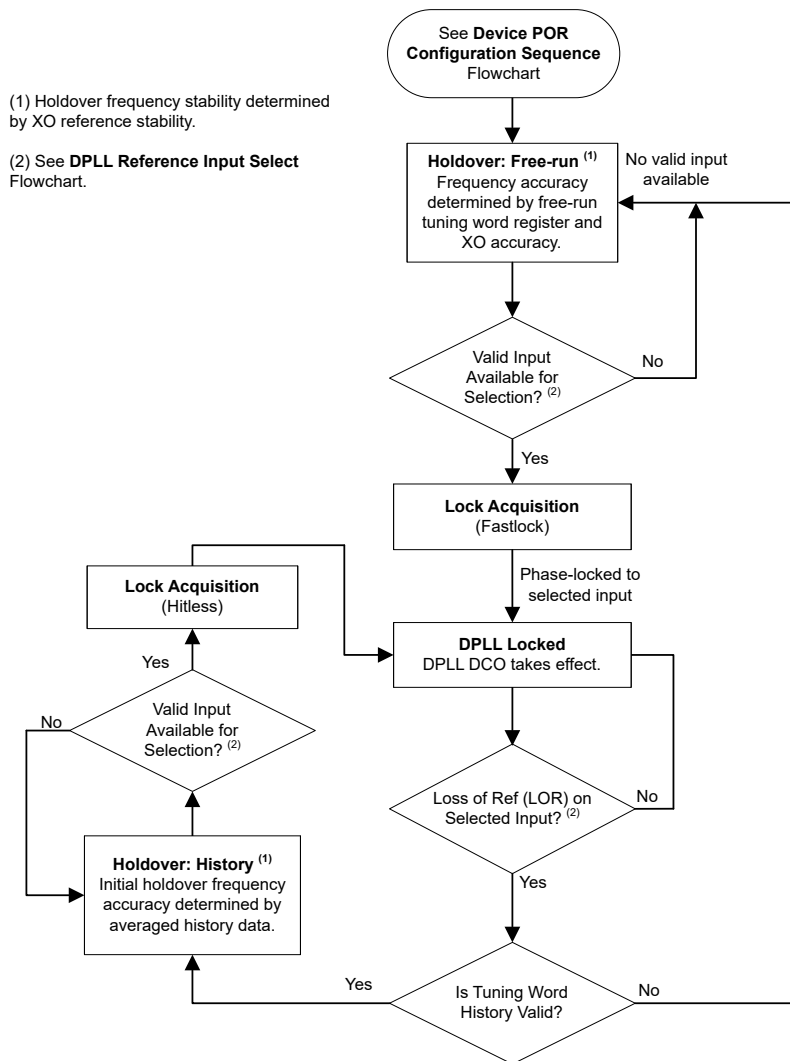 See Device POR
Configuration Sequence
Flowchart
(1) Holdover frequency stability determined
by XO reference stability.
(2) See DPLL Reference Input Select
Flowchart.
Holdover: Free-run (1)
Frequency accuracy
determined by free-run
tuning word register and
XO accuracy.
No valid input
available
Valid Input
Available for
Selection? (2)
No
Yes
Lock Acquisition
(Fastlock)
Phase-locked to
selected input
Lock Acquisition
(Hitless)
DPLL Locked
DPLL DCO takes effect.
Yes
No
Valid Input
Available for
Selection? (2)
Loss of Ref (LOR) on
Selected Input? (2)
No
Holdover: History (1)
Initial holdover frequency
accuracy determined by
averaged history data.
Yes
Yes
Is Tuning Word
History Valid?
No